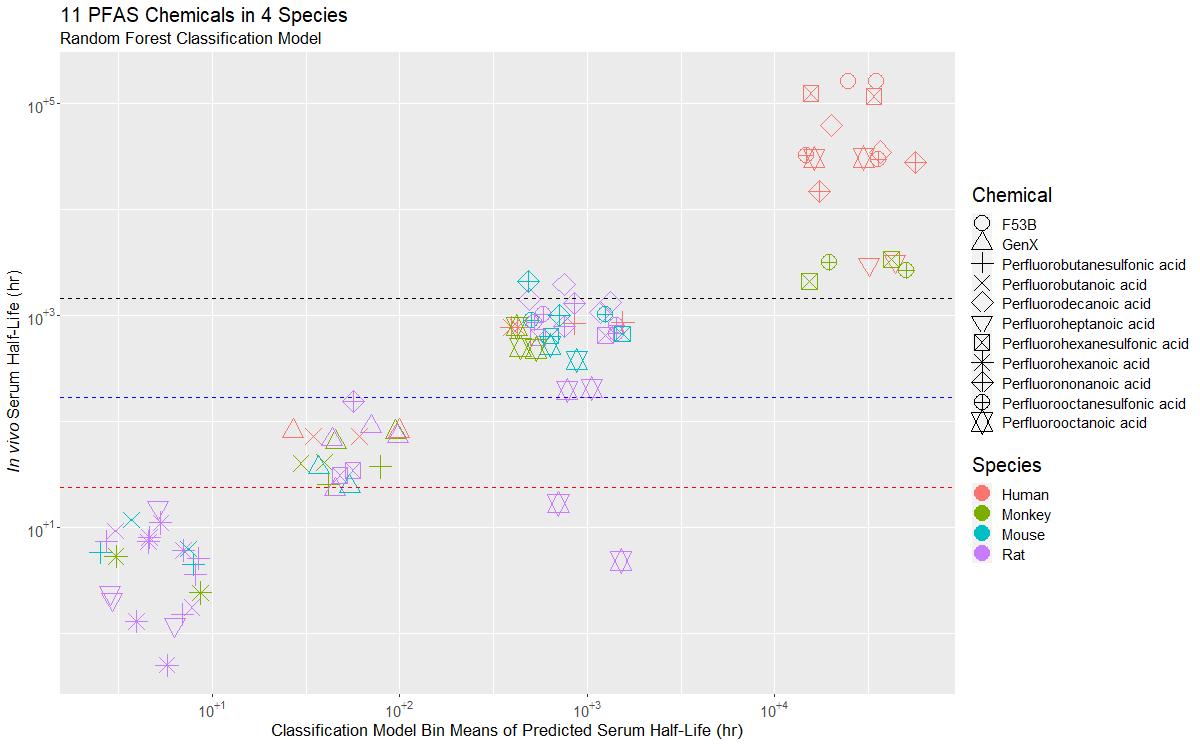 11 PFAS Chemicals in 4 Species
Random Forest Classification Model
In vivo Serum Half-Life (hr)
10+5
10+3
10+1
10+1 10+2 10+3 10+4
Classification Model Bin Means of Predicted Serum Half-Life (hr)
Chemical
F53B
GenX
Perfluorobutanesulfonic acid
Perfluorobutanoic acid
Perfluorodecanoic acid
Perfluoroheptanoic acid
Perfluorohexanesulfonic acid
Perfluorohexanoic acid
Perfluorononanoic acid
Perfluorooctanesulfonic acid
Perfluorooctanoic acid
Species
Human
Monkey
Mouse
Rat